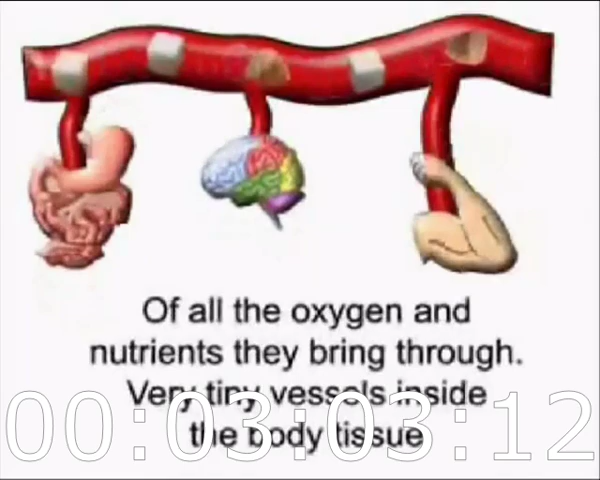 Of all the oxygen and
nutrients they bring through.
Very tiny vessels inside
the body tissue
00:03:03:12